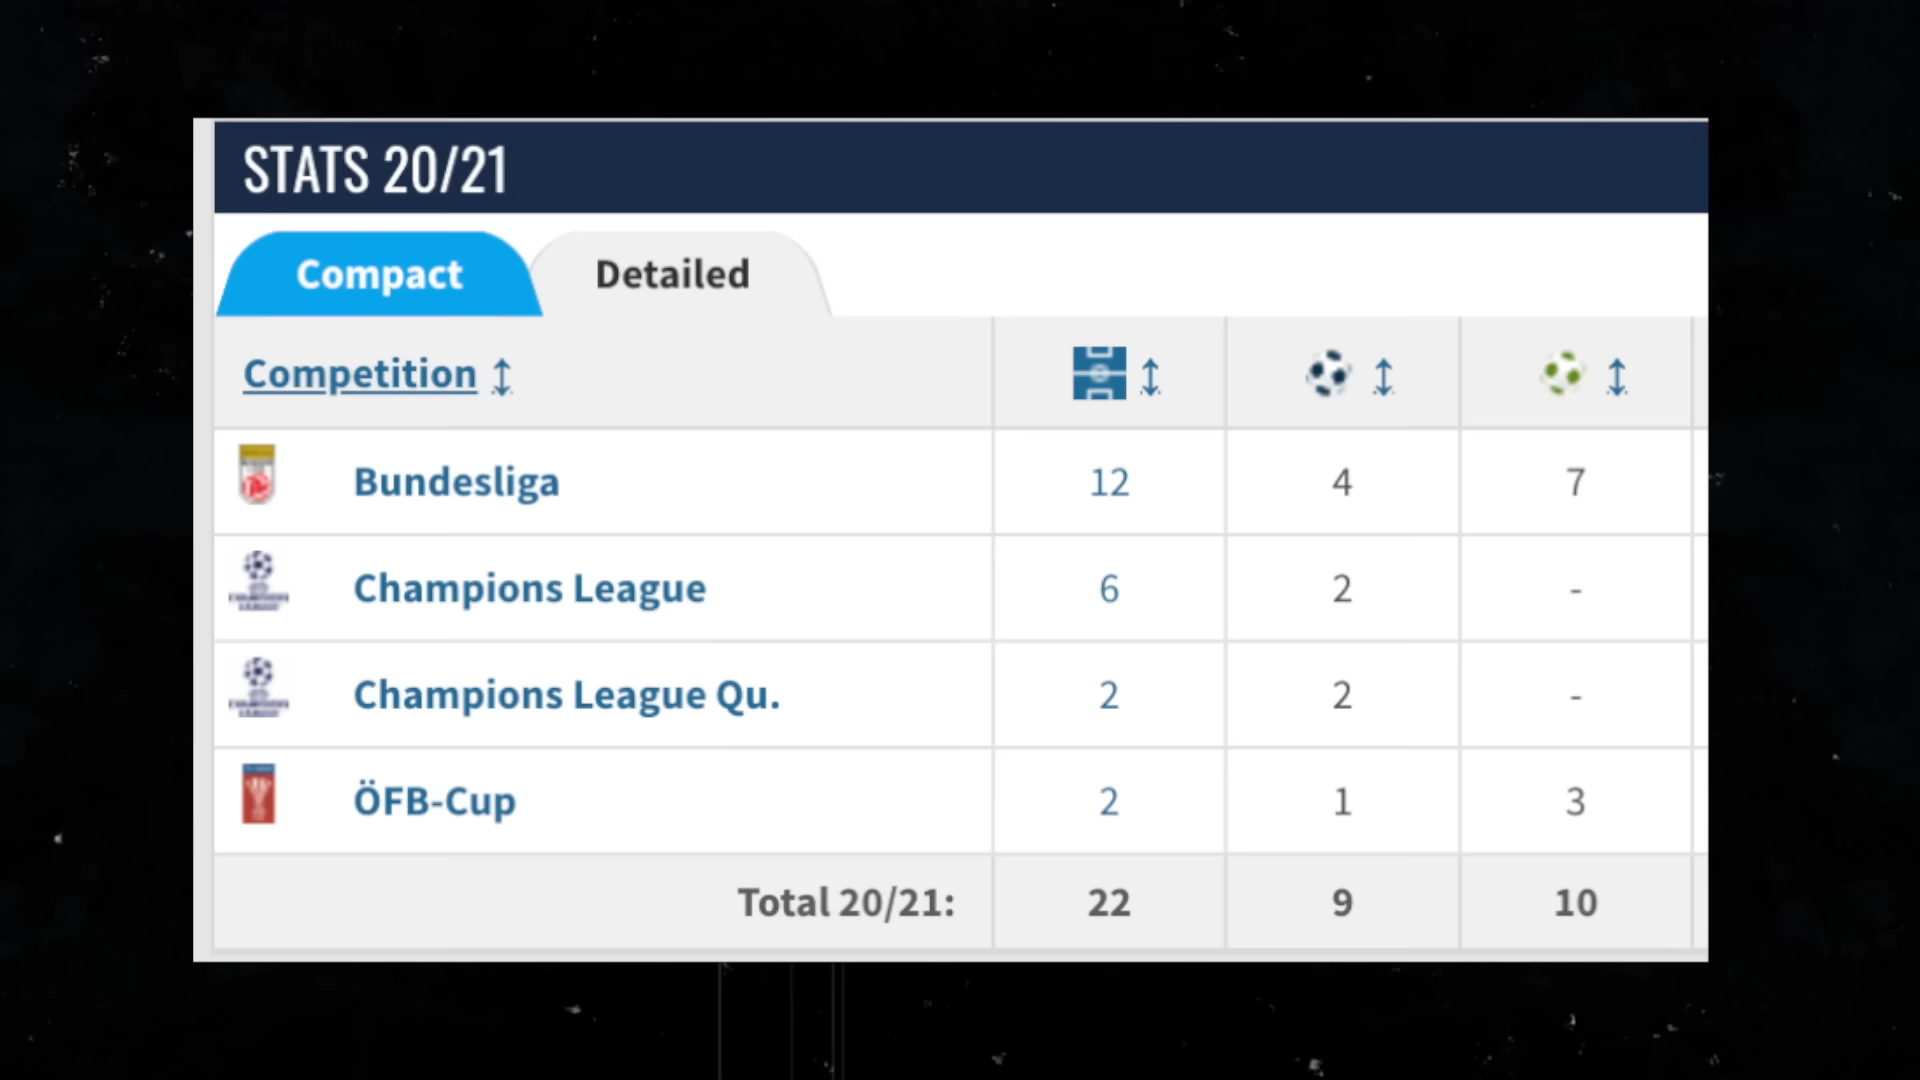 STATS 20/21
Compact Detailed
Competition
Bundesliga 12 4 7
Champions League 6 2 -
Champions League Qu. 2 2 -
ÖFB-Cup 2 1 3
Total 20/21: 22 9 10